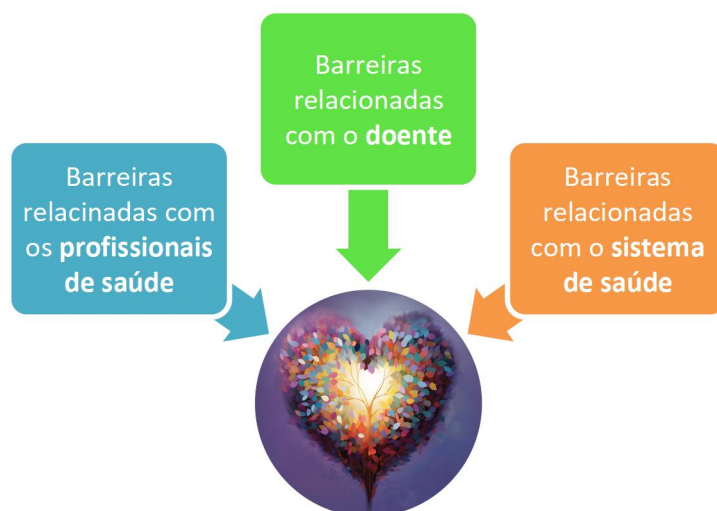 Barreiras
relacionadas
com o doente
Barreiras
relacinadas com
os profissionais
de saúde
Barreiras
relacionadas
com o sistema
de saúde